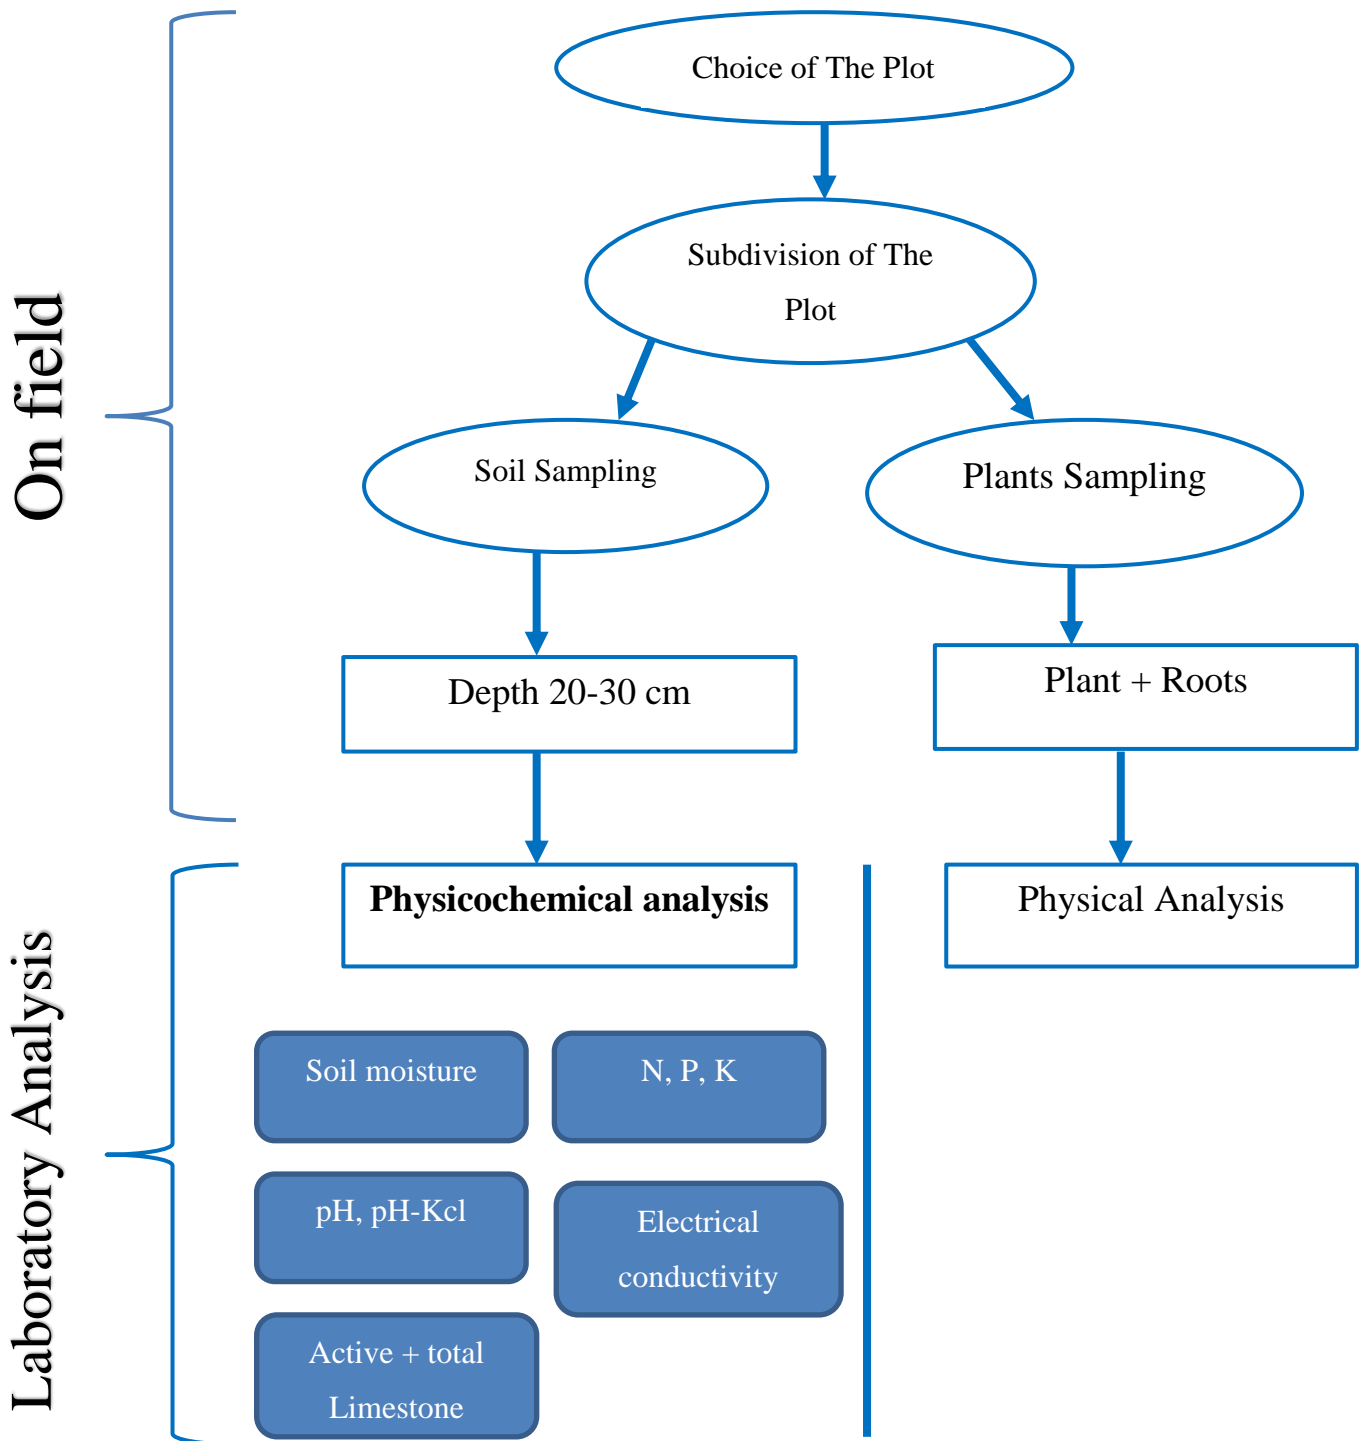 On field
Choice of The Plot
Subdivision of The
Plot
Soil Sampling
Plants Sampling
Depth 20-30 cm
Plant + Roots
Laboratory Analysis
Physicochemical analysis
Physical Analysis
Soil moisture
N, P, K
pH, pH-Kcl
Electrical
conductivity
Active + total
Limestone